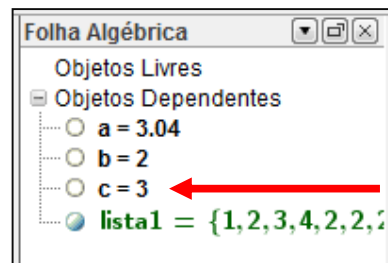 Folha Algébrica
Objetos Livres
Objetos Dependentes
a = 3.04
b = 2
c = 3
lista1 = {1,2,3,4,2,2,2